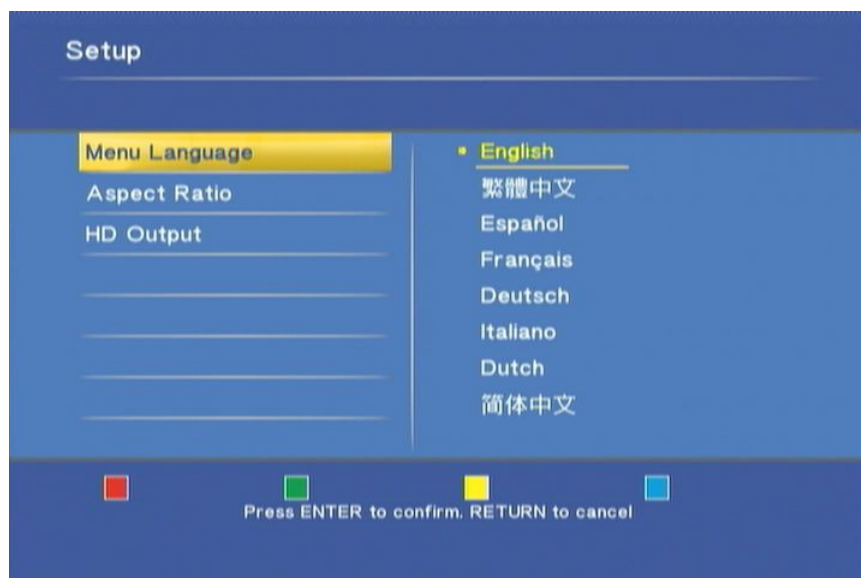 Setup
Menu Language
Aspect Ratio
HD Output
English
繁體中文
Español
Français
Deutsch
Italiano
Dutch
简体中文
Press ENTER to confirm. RETURN to cancel